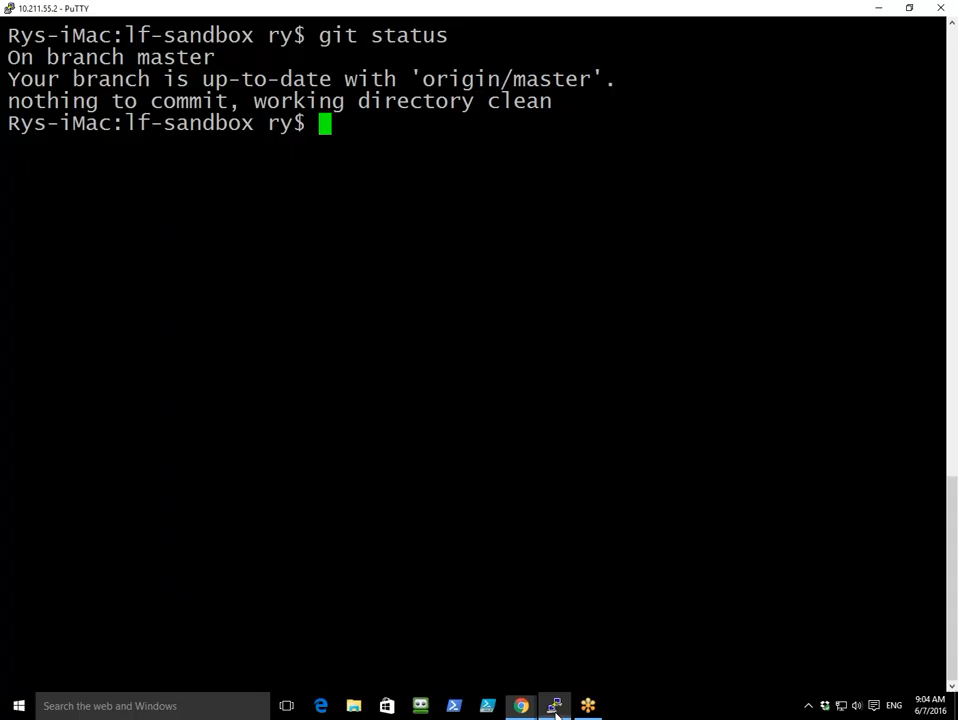 10.211.55.2 - PuTTY
Rys-iMac:lf-sandbox ry$ git status
On branch master
Your branch is up-to-date with 'origin/master'.
nothing to commit, working directory clean
Rys-iMac:lf-sandbox ry$
Search the web and Windows
ENG
9:04 AM
6/7/2016